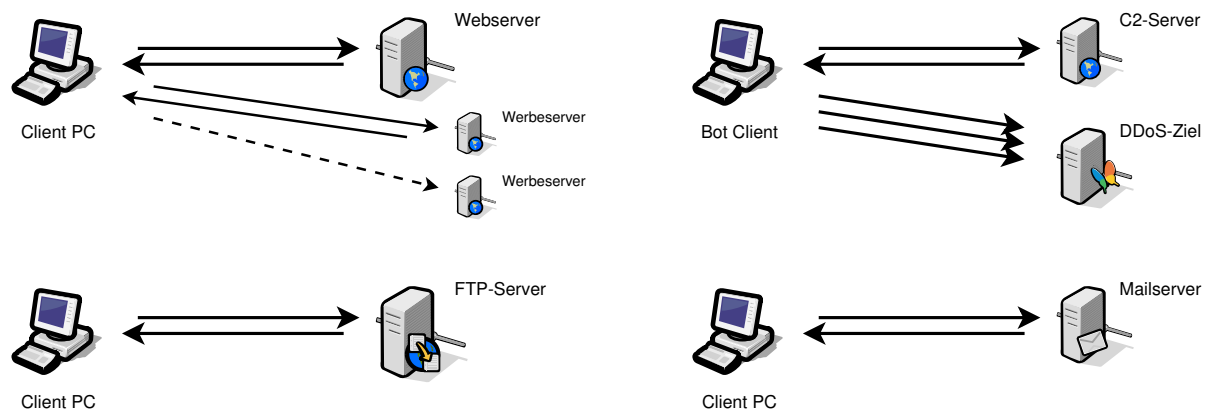 Webserver
Client PC
Werbeserver
Werbeserver
C2-Server
Bot Client
DDoS-Ziel
FTP-Server
Client PC
Mailserver
Client PC